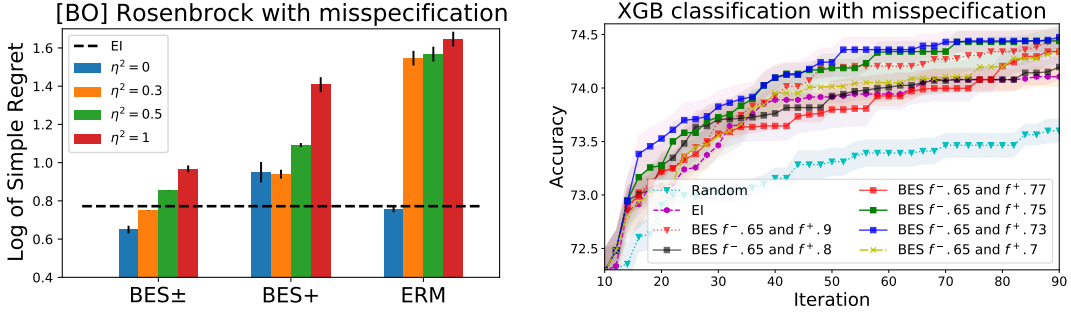 [BO] Rosenbrock with misspecification
Log of Simple Regret
1.6
1.4
1.2
1.0
0.8
0.6
0.4
EI
η² = 0
η² = 0.3
η² = 0.5
η² = 1
BES±
BES+
ERM
XGB classification with misspecification
Accuracy
74.5
74.0
73.5
73.0
72.5
Random
EI
BES f⁻.65 and f⁺.9
BES f⁻.65 and f⁺.8
BES f⁻.65 and f⁺.77
BES f⁻.65 and f⁺.75
BES f⁻.65 and f⁺.73
BES f⁻.65 and f⁺.7
10 20 30 40 50 60 70 80 90
Iteration